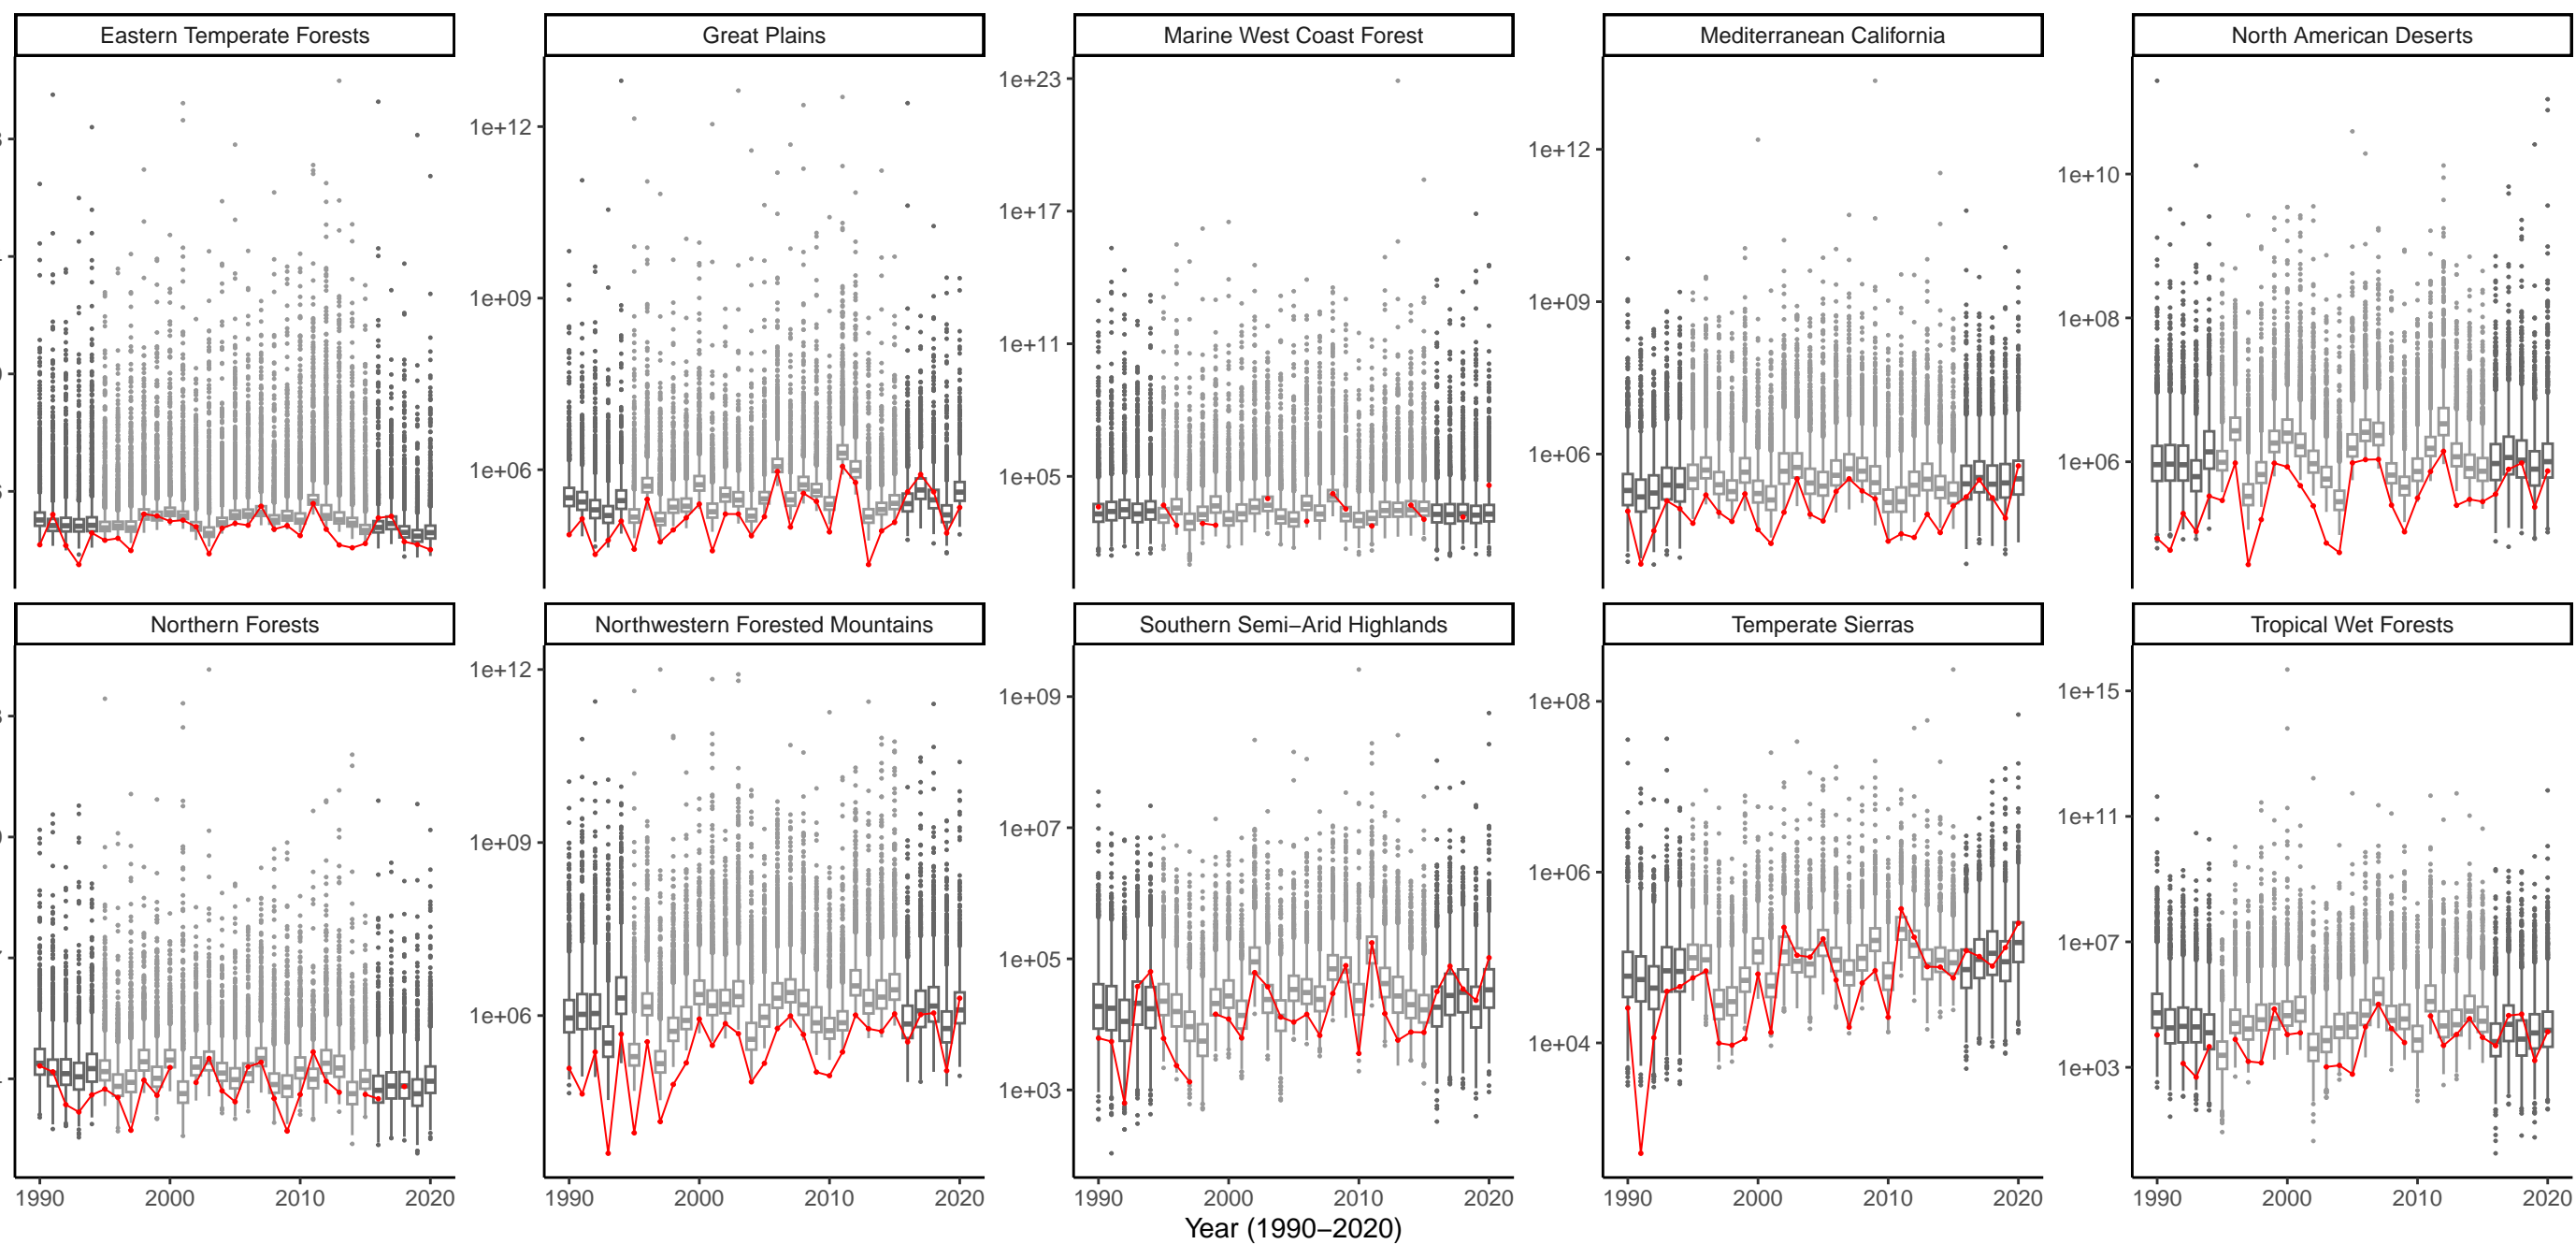 Eastern Temperate Forests
Great Plains
Marine West Coast Forest
Mediterranean California
North American Deserts
1e+12
1e+09
1e+06
1e+23
1e+17
1e+11
1e+05
1e+12
1e+09
1e+06
1e+10
1e+08
1e+06
Northern Forests
Northwestern Forested Mountains
Southern Semi−Arid Highlands
Temperate Sierras
Tropical Wet Forests
1e+12
1e+09
1e+06
1e+09
1e+07
1e+05
1e+03
1e+08
1e+06
1e+04
1e+15
1e+11
1e+07
1e+03
1990 2000 2010 2020
1990 2000 2010 2020
1990 2000 2010 2020
1990 2000 2010 2020
1990 2000 2010 2020
Year (1990−2020)